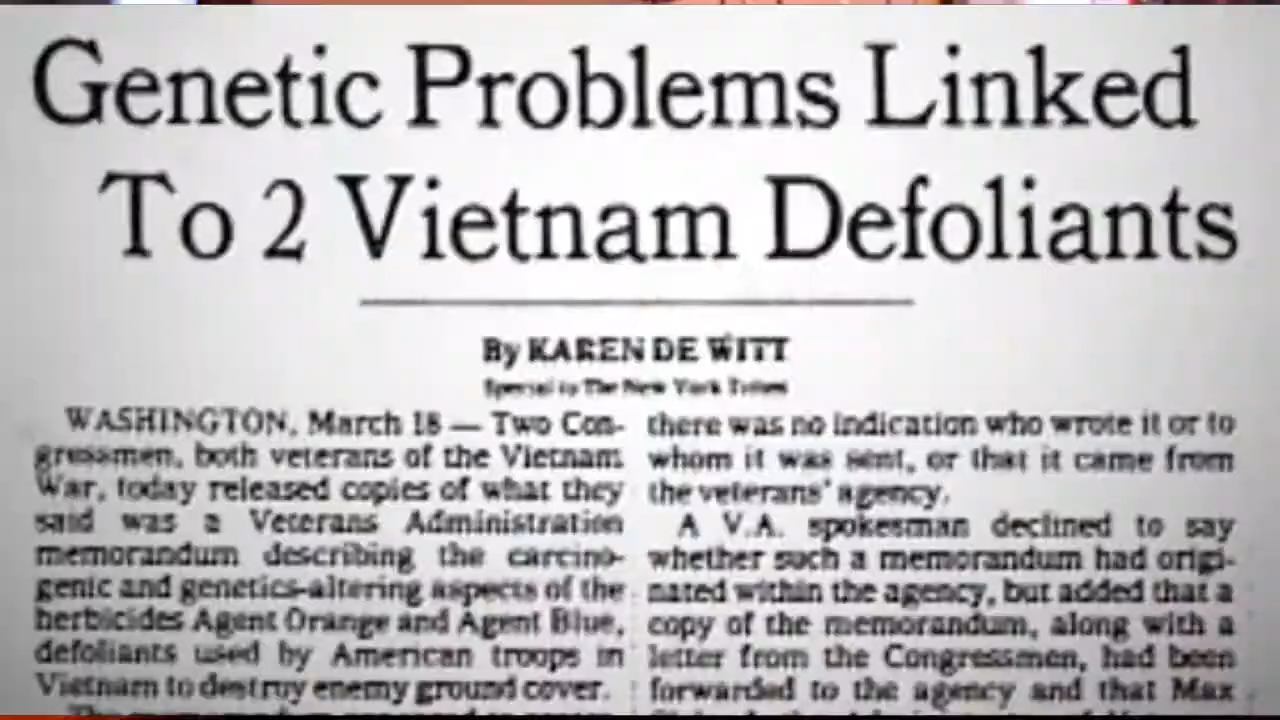 Genetic Problems Linked
To 2 Vietnam Defoliants
By KAREN DE WITT
Special to The New York Times
WASHINGTON, March 18 — Two Con-
gressmen, both veterans of the Vietnam
War, today released copies of what they
said was a Veterans Administration
memorandum describing the carcino-
genic and genetics-altering aspects of the
herbicides Agent Orange and Agent Blue,
defoliants used by American troops in
Vietnam to destroy enemy ground cover.
there was no indication who wrote it or to
whom it was sent, or that it came from
the veterans' agency.
A V.A. spokesman declined to say
whether such a memorandum had origi-
nated within the agency, but added that a
copy of the memorandum, along with a
letter from the Congressmen, had been
forwarded to the agency and that Max